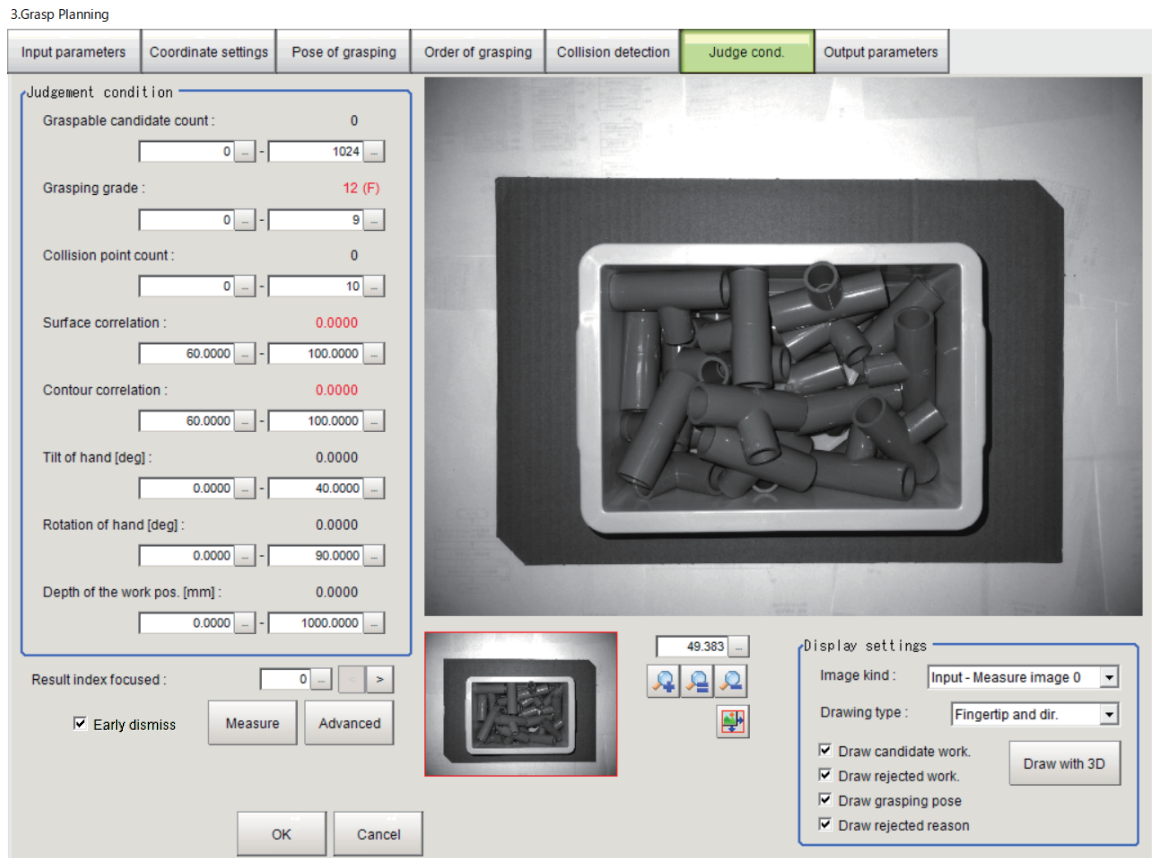 3.Grasp Planning
Input parameters Coordinate settings Pose of grasping Order of grasping Collision detection Judge cond. Output parameters
Judgement condition
Graspable candidate count : 0
0 ... - 1024 ...
Grasping grade : 12 (F)
0 ... - 9 ...
Collision point count : 0
0 ... - 10 ...
Surface correlation : 0.0000
60.0000 ... - 100.0000 ...
Contour correlation : 0.0000
60.0000 ... - 100.0000 ...
Tilt of hand [deg] : 0.0000
0.0000 ... - 40.0000 ...
Rotation of hand [deg] : 0.0000
0.0000 ... - 90.0000 ...
Depth of the work pos. [mm] : 0.0000
0.0000 ... - 1000.0000 ...
Result index focused : 0 ... < >
Early dismiss Measure Advanced
OK Cancel
49.383 ...
Display settings
Image kind : Input - Measure image 0
Drawing type : Fingertip and dir.
Draw candidate work.
Draw rejected work.
Draw grasping pose
Draw rejected reason
Draw with 3D